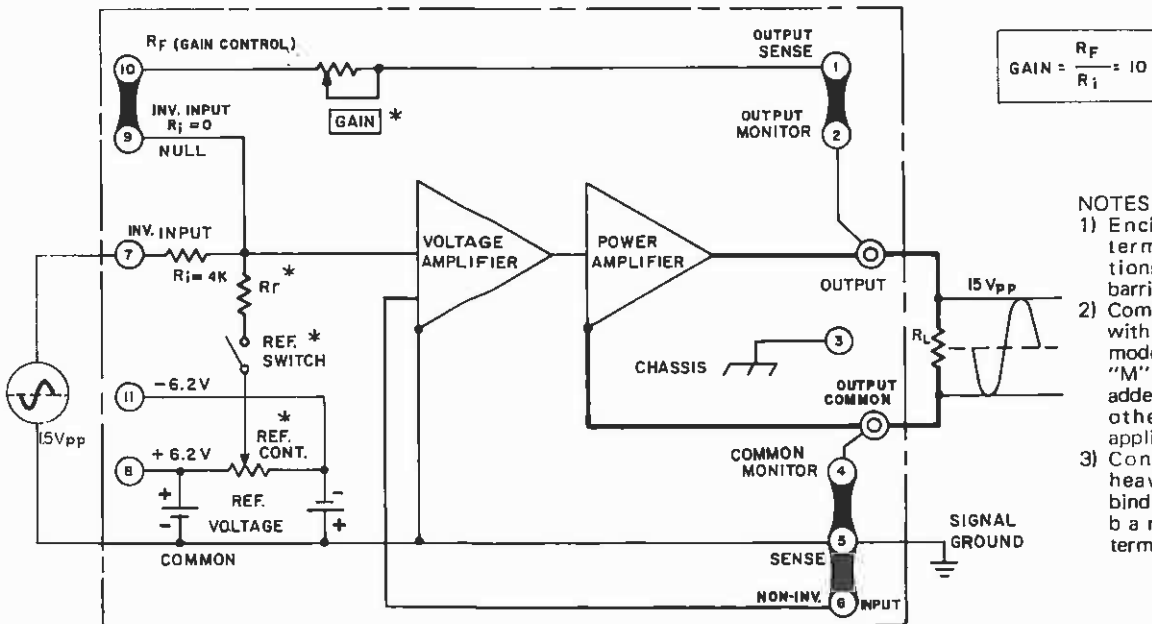 RF (GAIN CONTROL)
10
INV. INPUT
Ri = 0
9
NULL
GAIN *
OUTPUT
SENSE
1
OUTPUT
MONITOR
2
GAIN = RF / Ri = 10
INV. INPUT
7
Ri = 4K
Rr *
REF. *
SWITCH
VOLTAGE
AMPLIFIER
POWER
AMPLIFIER
OUTPUT
15 Vpp
RL
CHASSIS
3
OUTPUT
COMMON
11
-6.2V
*
8
+6.2V
REF.
CONT.
+
-
REF.
VOLTAGE
-
+
COMMON
COMMON
MONITOR
4
5
SENSE
SIGNAL
GROUND
NON-INV.
6
INPUT
NOTES
1) Enci
term
tions
barri
2) Com
with
mode
"M"
adde
othe
appli
3) Con
heav
bind
bar
term